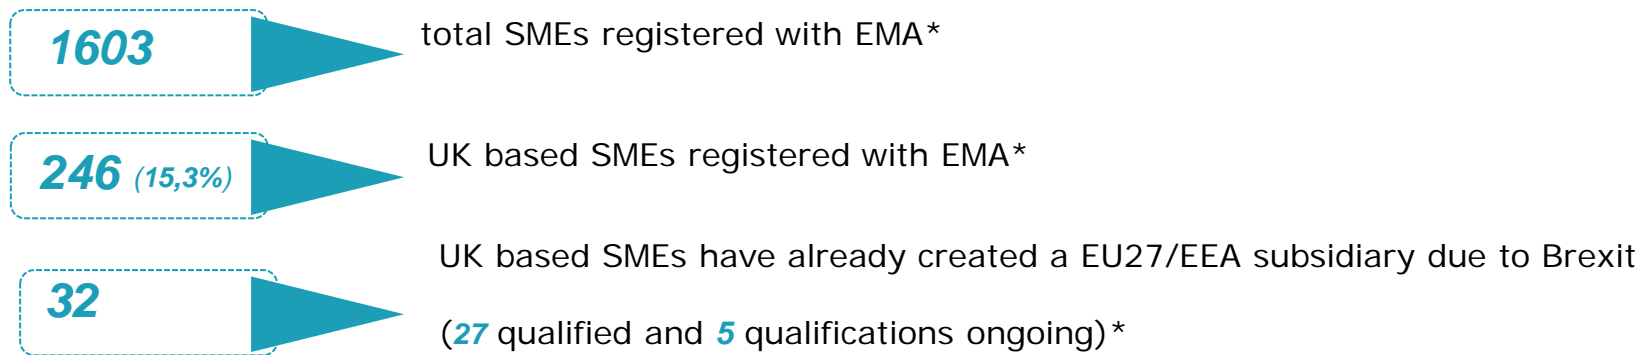 1603 total SMEs registered with EMA*
246 (15,3%) UK based SMEs registered with EMA*
UK based SMEs have already created a EU27/EEA subsidiary due to Brexit
32
(27 qualified and 5 qualifications ongoing)*